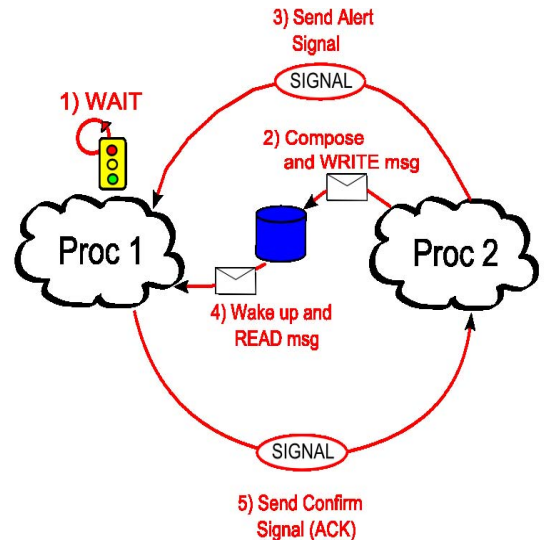 3) Send Alert
Signal
SIGNAL
1) WAIT
2) Compose
and WRITE msg
Proc 1
Proc 2
4) Wake up and
READ msg
SIGNAL
5) Send Confirm
Signal (ACK)